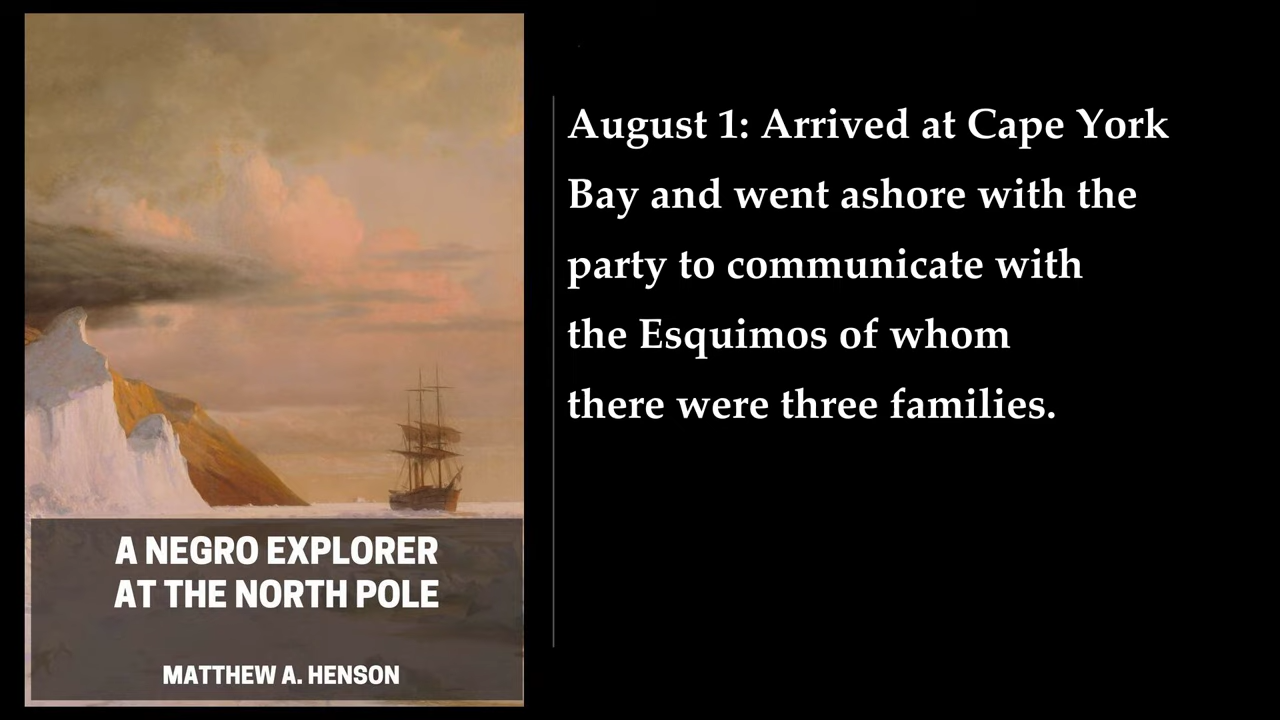 A NEGRO EXPLORER
AT THE NORTH POLE
MATTHEW A. HENSON
August 1: Arrived at Cape York
Bay and went ashore with the
party to communicate with
the Esquimos of whom
there were three families.